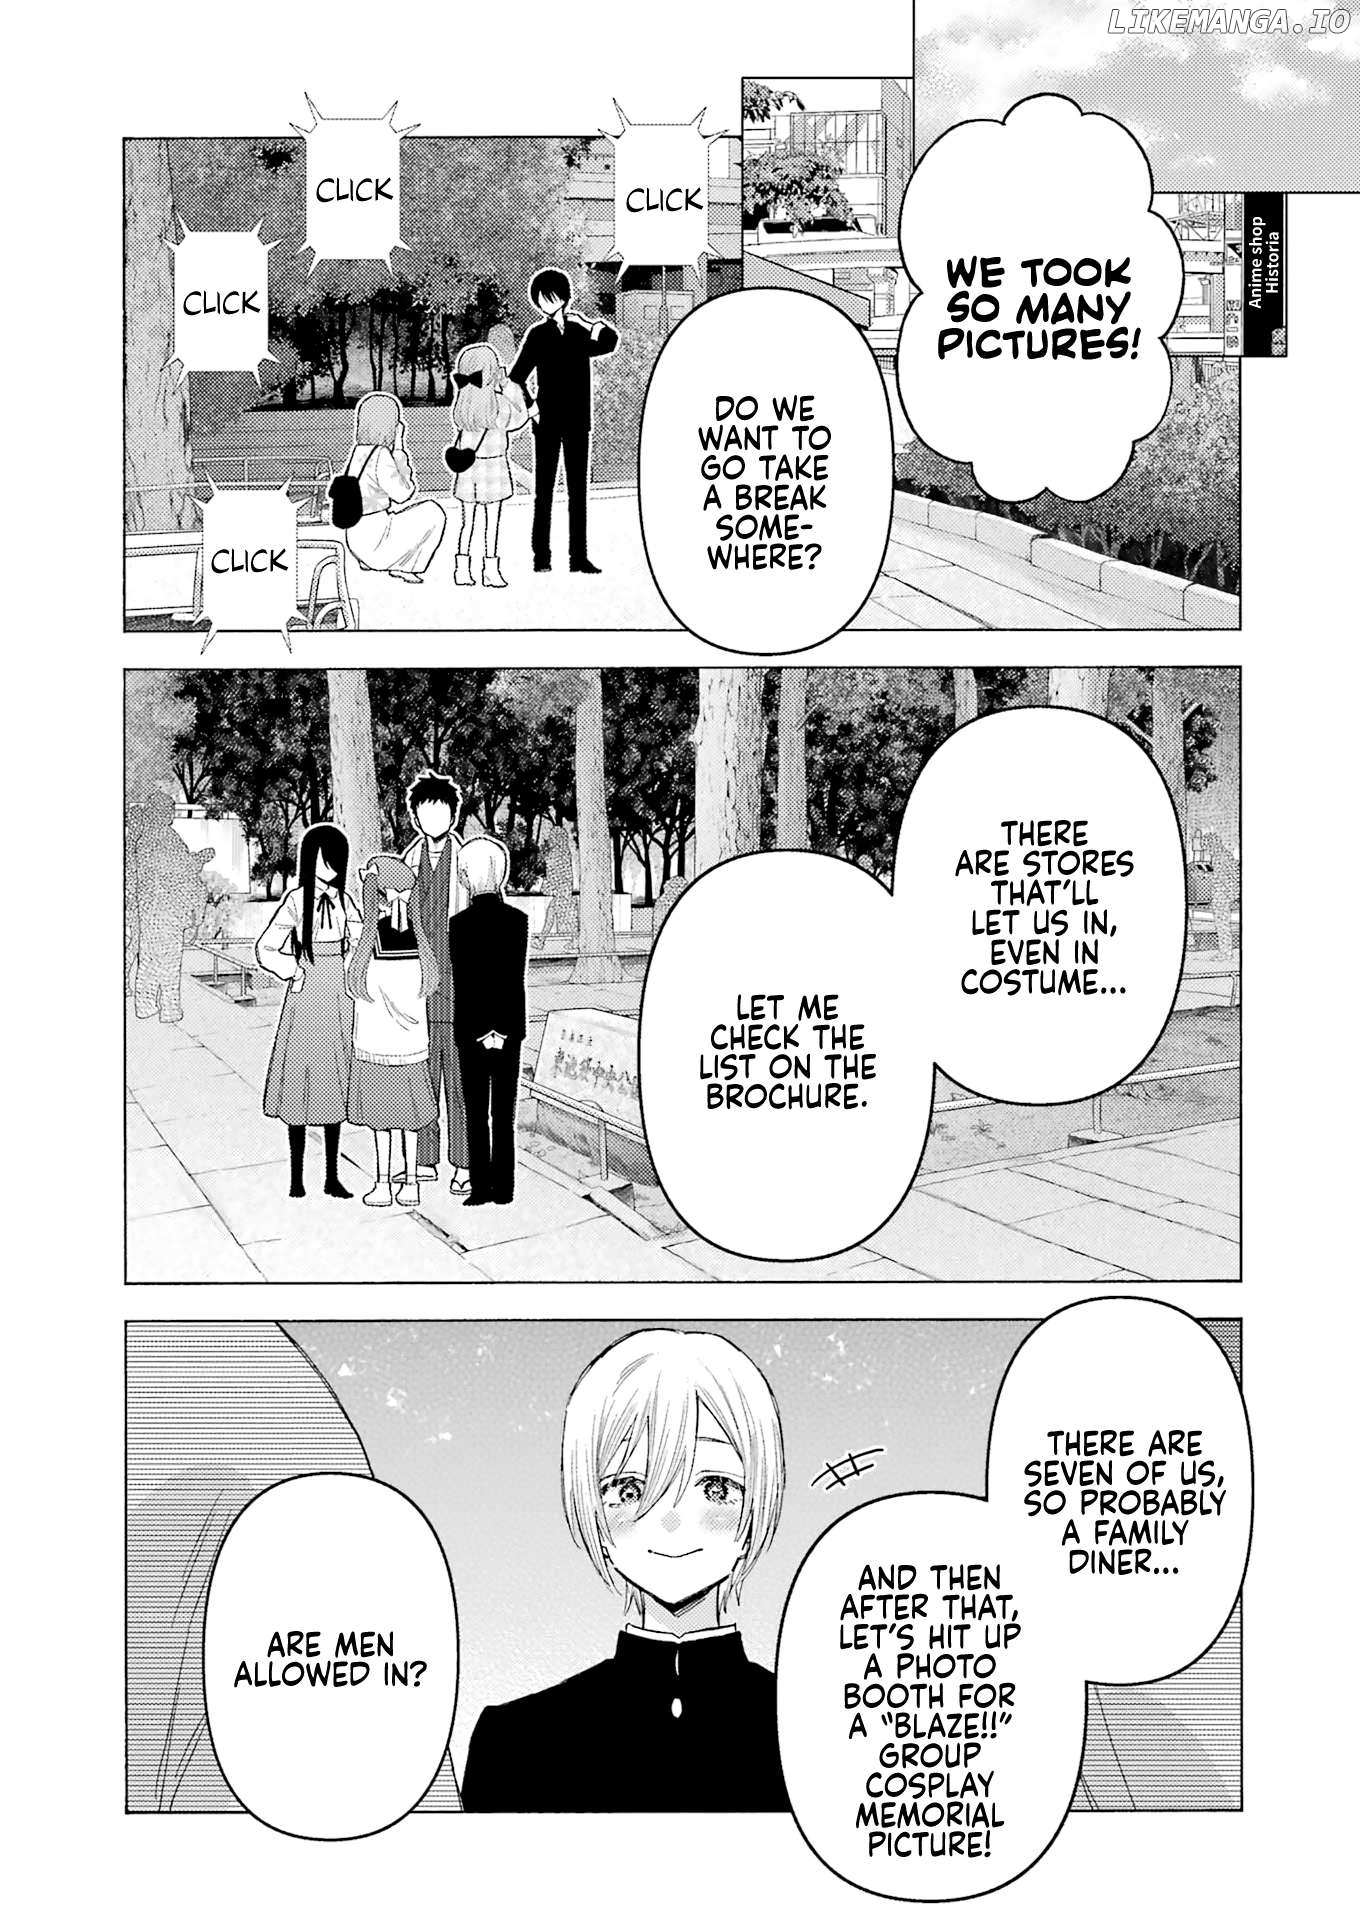 LIKEMANGA.IO
Anime shop
Historia
WE TOOK
SO MANY
PICTURES!
DO WE
WANT TO
GO TAKE
A BREAK
SOME-
WHERE?
CLICK
CLICK
CLICK
CLICK
THERE
ARE STORES
THAT'LL
LET US IN,
EVEN IN
COSTUME...
LET ME
CHECK THE
LIST ON THE
BROCHURE.
THERE ARE
SEVEN OF US,
SO PROBABLY
A FAMILY
DINER...
AND THEN
AFTER THAT,
LET'S HIT UP
A PHOTO
BOOTH FOR
A "BLAZE!!"
GROUP
COSPLAY
MEMORIAL
PICTURE!
ARE MEN
ALLOWED IN?